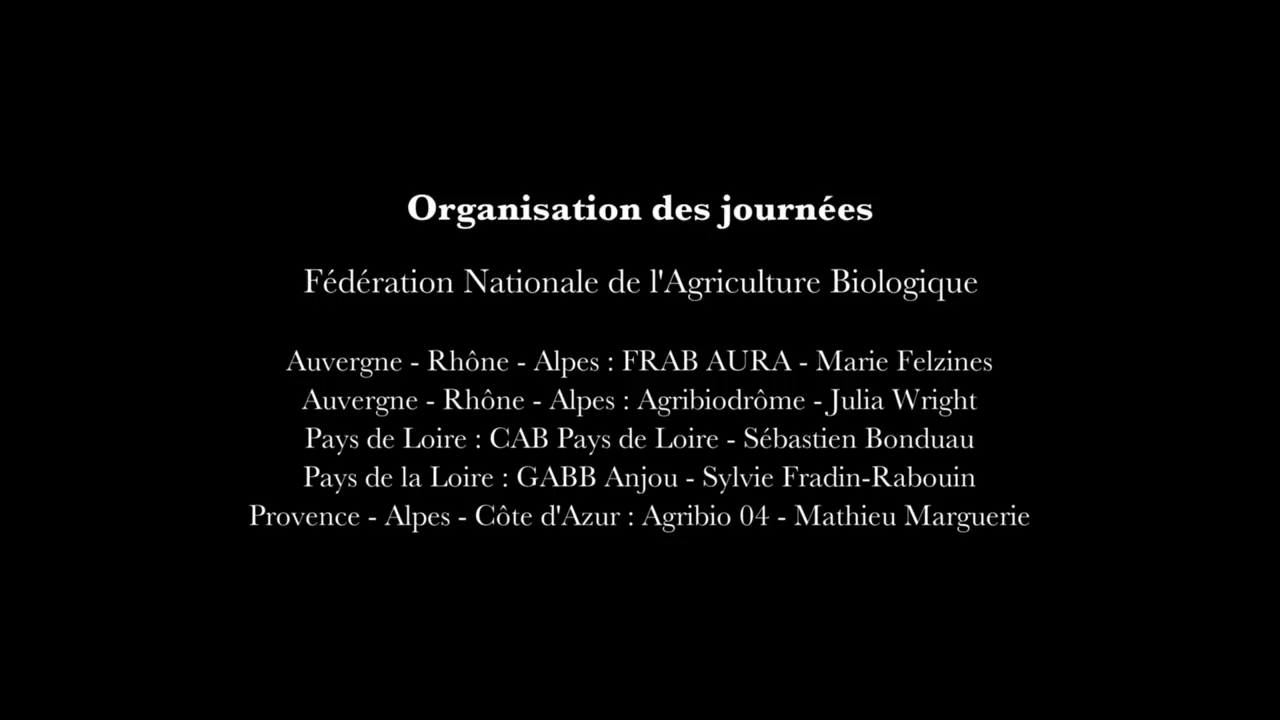 Organisation des journées
Fédération Nationale de l'Agriculture Biologique
Auvergne - Rhône - Alpes : FRAB AURA - Marie Felzines
Auvergne - Rhône - Alpes : Agribiodrôme - Julia Wright
Pays de Loire : CAB Pays de Loire - Sébastien Bonduau
Pays de la Loire : GABB Anjou - Sylvie Fradin-Rabouin
Provence - Alpes - Côte d'Azur : Agribio 04 - Mathieu Marguerie